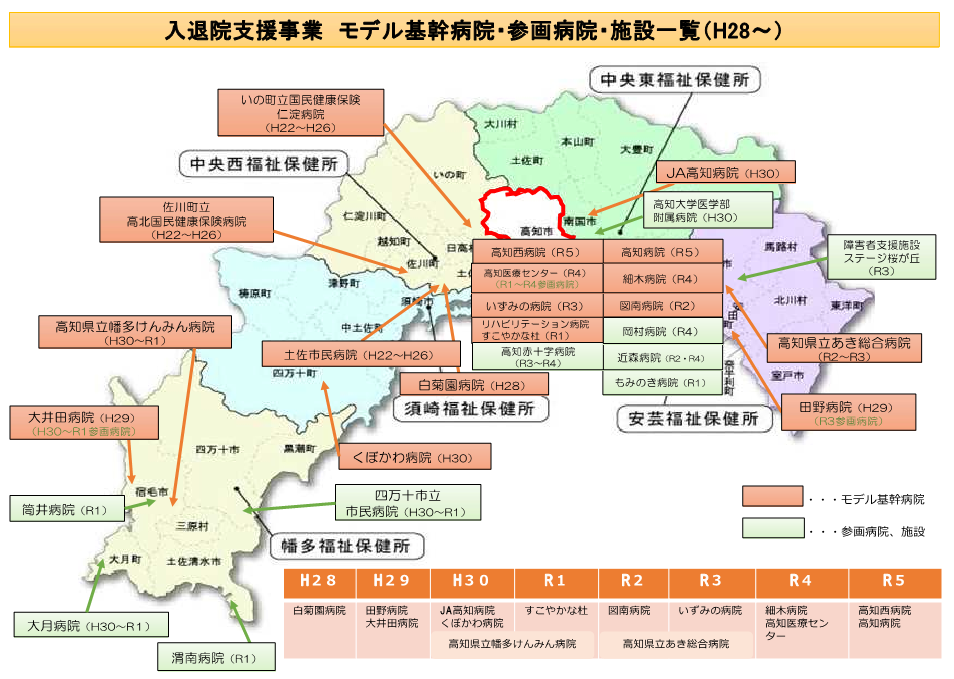 入退院支援事業　モデル基幹病院・参画病院・施設一覧（H28～）
中央東福祉保健所
いの町立国民健康保険
仁淀病院
（H22～H26）
中央西福祉保健所
大川村
本山町
大豊町
土佐町
いの町
JA高知病院（H30）
佐川町立
高北国民健康保険病院
（H22～H26）
仁淀川町
高知市
南国市
高知大学医学部
附属病院（H30）
越知町
日高村
佐川町
馬路村
障害者支援施設
ステージ桜が丘
（R3）
高知西病院（R5）
高知病院（R5）
高知医療センター（R4）
（R1～R4参画病院）
細木病院（R4）
いずみの病院（R3）
図南病院（R2）
リハビリテーション病院
すこやかな杜（R1）
岡村病院（R4）
高知赤十字病院
（R3～R4）
近森病院（R2・R4）
もみのき病院（R1）
梼原町
津野町
須崎市
中土佐町
北川村
東洋町
高知県立幡多けんみん病院
（H30～R1）
土佐市民病院（H22～H26）
四万十町
高知県立あき総合病院
（R2～R3）
室戸市
白菊園病院（H28）
須崎福祉保健所
安芸福祉保健所
田野病院（H29）
（R3参画病院）
大井田病院（H29）
（H30～R1参画病院）
四万十市
黒潮町
くぼかわ病院（H30）
宿毛市
筒井病院（R1）
四万十市立
市民病院（H30～R1）
三原村
幡多福祉保健所
大月町
土佐清水市
大月病院（H30～R1）
渭南病院（R1）
・・・モデル基幹病院
・・・参画病院、施設
H28 H29 H30 R1 R2 R3 R4 R5
白菊園病院
田野病院
大井田病院
JA高知病院
くぼかわ病院
すこやかな杜
高知県立幡多けんみん病院
図南病院
いずみの病院
高知県立あき総合病院
細木病院
高知医療セン
ター
高知西病院
高知病院